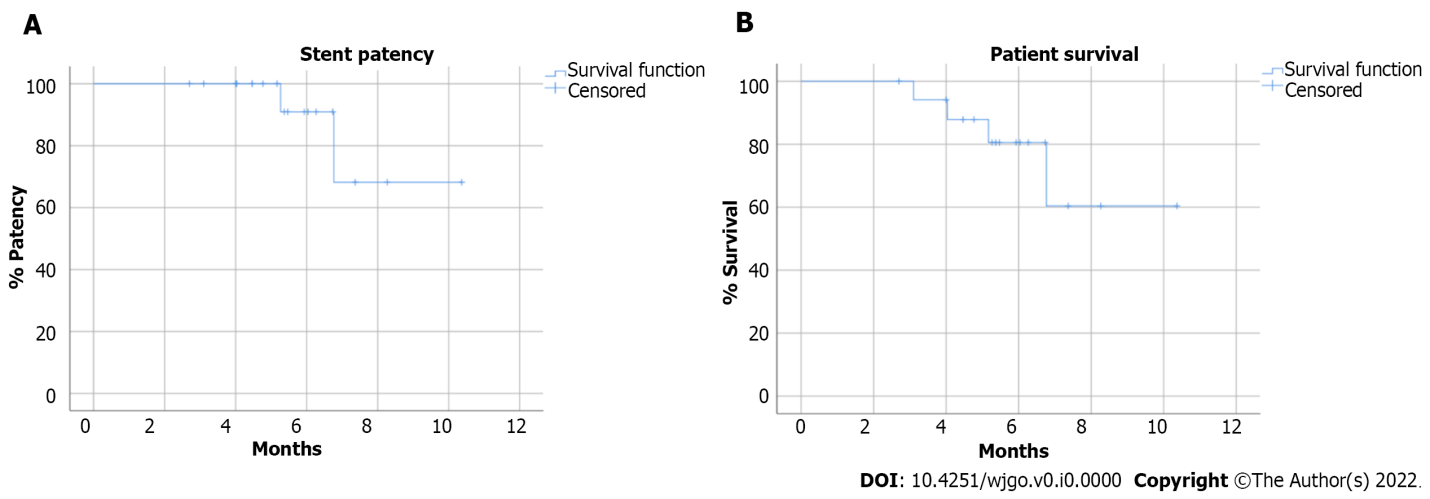 A
Stent patency
Survival function
Censored
100
80
60
40
20
0
% Patency
0 2 4 6 8 10 12
Months
B
Patient survival
Survival function
Censored
100
80
60
40
20
0
% Survival
0 2 4 6 8 10 12
Months
DOI: 10.4251/wjgo.v0.i0.0000 Copyright ©The Author(s) 2022.